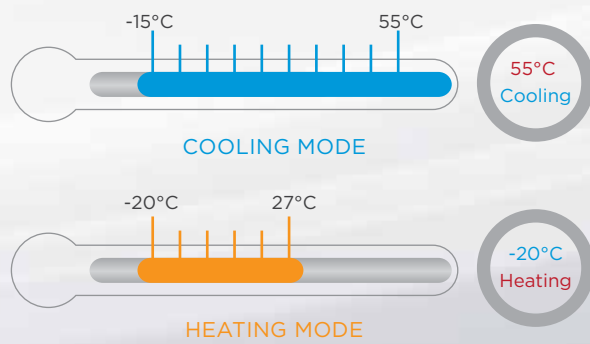 -15°C 55°C
55°C
Cooling
COOLING MODE
-20°C 27°C
-20°C
Heating
HEATING MODE